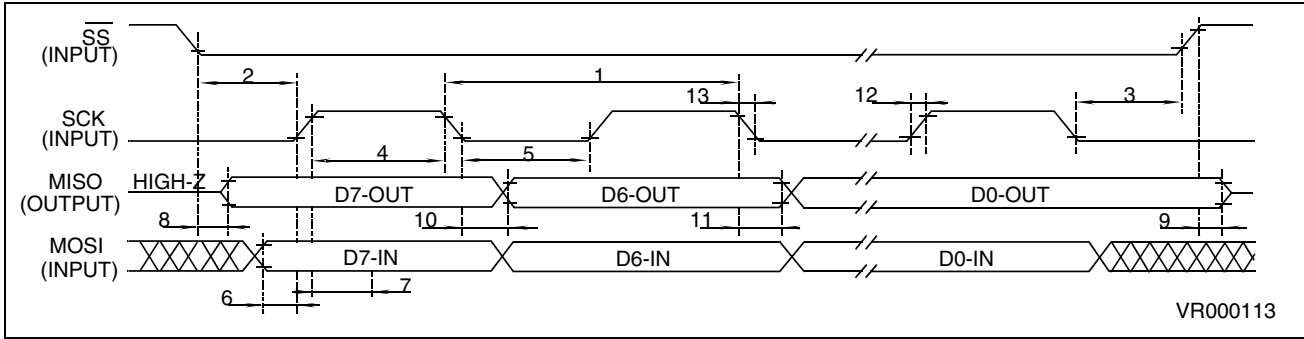 SS
(INPUT)
2
1
13
12
3
SCK
(INPUT)
4
5
MISO
(OUTPUT)
HIGH-Z
D7-OUT
D6-OUT
D0-OUT
8
10
11
9
MOSI
(INPUT)
D7-IN
D6-IN
D0-IN
6
7
VR000113